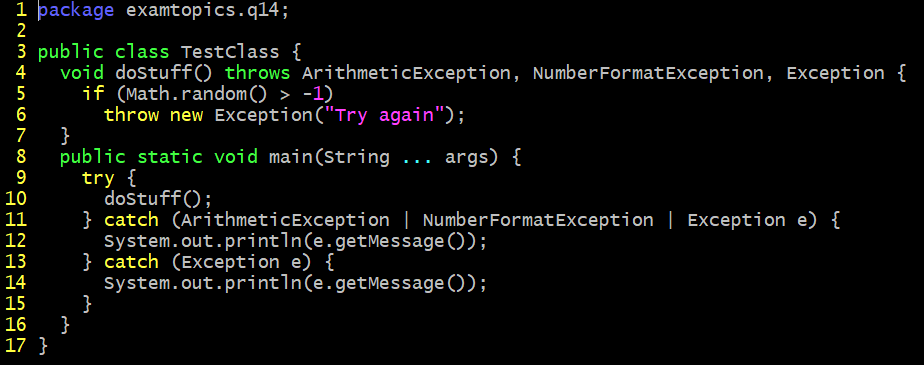 1 package examtopics.q14;
2
3 public class TestClass {
4   void doStuff() throws ArithmeticException, NumberFormatException, Exception {
5     if (Math.random() > -1)
6       throw new Exception("Try again");
7   }
8   public static void main(String ... args) {
9     try {
10       doStuff();
11     } catch (ArithmeticException | NumberFormatException | Exception e) {
12       System.out.println(e.getMessage());
13     } catch (Exception e) {
14       System.out.println(e.getMessage());
15     }
16   }
17 }